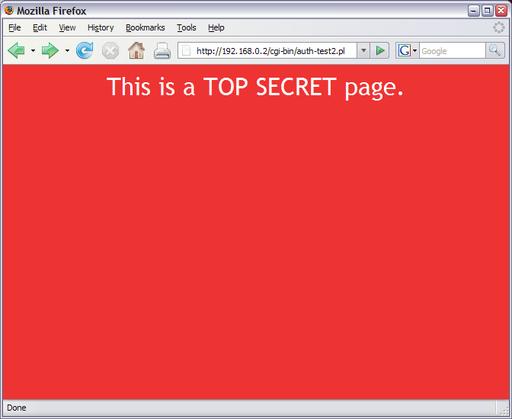 Mozilla Firefox
File Edit View History Bookmarks Tools Help
http://192.168.0.2/cgi-bin/auth-test2.pl G Google
This is a TOP SECRET page.
Done